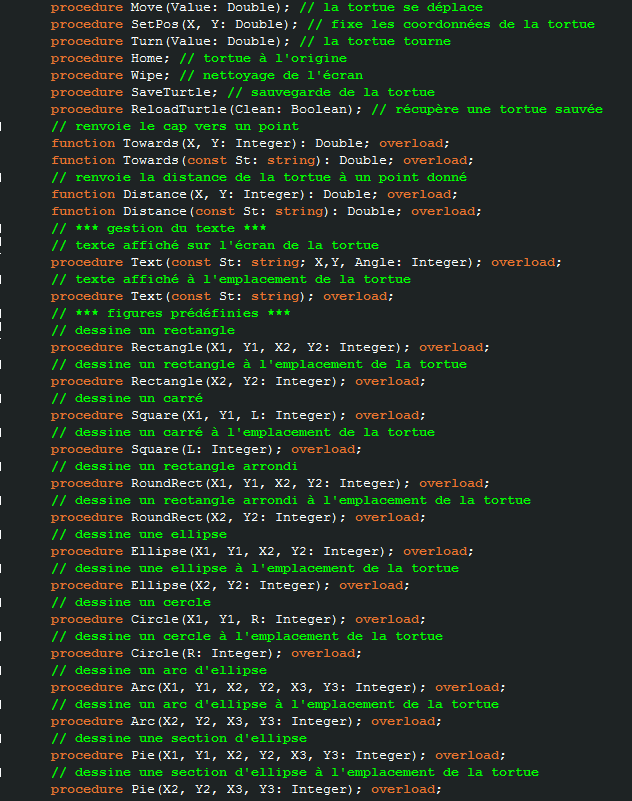 procedure Move(Value: Double); // la tortue se déplace
procedure SetPos(X, Y: Double); // fixe les coordonnées de la tortue
procedure Turn(Value: Double); // la tortue tourne
procedure Home; // tortue à l'origine
procedure Wipe; // nettoyage de l'écran
procedure SaveTurtle; // sauvegarde de la tortue
procedure ReloadTurtle(Clean: Boolean); // récupère une tortue sauvée
// renvoie le cap vers un point
function Towards(X, Y: Integer): Double; overload;
function Towards(const St: string): Double; overload;
// renvoie la distance de la tortue à un point donné
function Distance(X, Y: Integer): Double; overload;
function Distance(const St: string): Double; overload;
// *** gestion du texte ***
// texte affiché sur l'écran de la tortue
procedure Text(const St: string; X,Y, Angle: Integer); overload;
// texte affiché à l'emplacement de la tortue
procedure Text(const St: string); overload;
// *** figures prédéfinies ***
// dessine un rectangle
procedure Rectangle(X1, Y1, X2, Y2: Integer); overload;
// dessine un rectangle à l'emplacement de la tortue
procedure Rectangle(X2, Y2: Integer); overload;
// dessine un carré
procedure Square(X1, Y1, L: Integer); overload;
// dessine un carré à l'emplacement de la tortue
procedure Square(L: Integer); overload;
// dessine un rectangle arrondi
procedure RoundRect(X1, Y1, X2, Y2: Integer); overload;
// dessine un rectangle arrondi à l'emplacement de la tortue
procedure RoundRect(X2, Y2: Integer); overload;
// dessine une ellipse
procedure Ellipse(X1, Y1, X2, Y2: Integer); overload;
// dessine une ellipse à l'emplacement de la tortue
procedure Ellipse(X2, Y2: Integer); overload;
// dessine un cercle
procedure Circle(X1, Y1, R: Integer); overload;
// dessine un cercle à l'emplacement de la tortue
procedure Circle(R: Integer); overload;
// dessine un arc d'ellipse
procedure Arc(X1, Y1, X2, Y2, X3, Y3: Integer); overload;
// dessine un arc d'ellipse à l'emplacement de la tortue
procedure Arc(X2, Y2, X3, Y3: Integer); overload;
// dessine une section d'ellipse
procedure Pie(X1, Y1, X2, Y2, X3, Y3: Integer); overload;
// dessine une section d'ellipse à l'emplacement de la tortue
procedure Pie(X2, Y2, X3, Y3: Integer); overload;